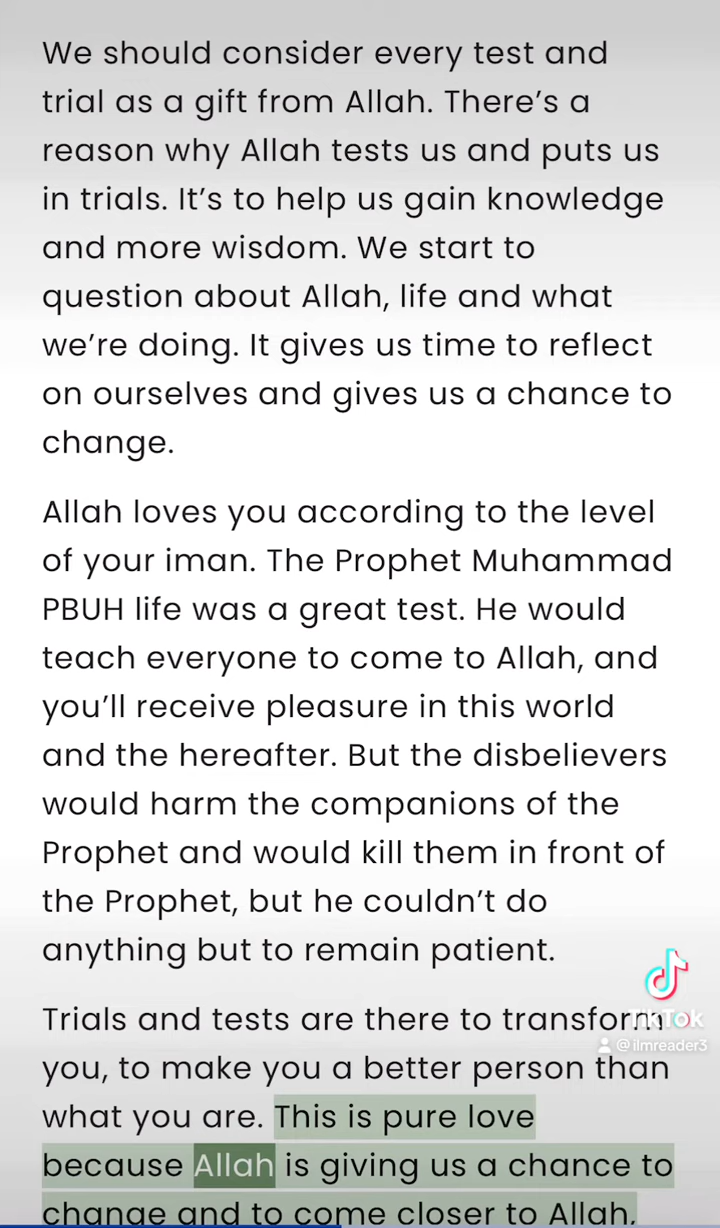 We should consider every test and
trial as a gift from Allah. There's a
reason why Allah tests us and puts us
in trials. It's to help us gain knowledge
and more wisdom. We start to
question about Allah, life and what
we're doing. It gives us time to reflect
on ourselves and gives us a chance to
change.
Allah loves you according to the level
of your iman. The Prophet Muhammad
PBUH life was a great test. He would
teach everyone to come to Allah, and
you'll receive pleasure in this world
and the hereafter. But the disbelievers
would harm the companions of the
Prophet and would kill them in front of
the Prophet, but he couldn't do
anything but to remain patient.
Trials and tests are there to transform
TikTok
@ilmreader3
you, to make you a better person than
what you are. This is pure love
because Allah is giving us a chance to
change and to come closer to Allah.